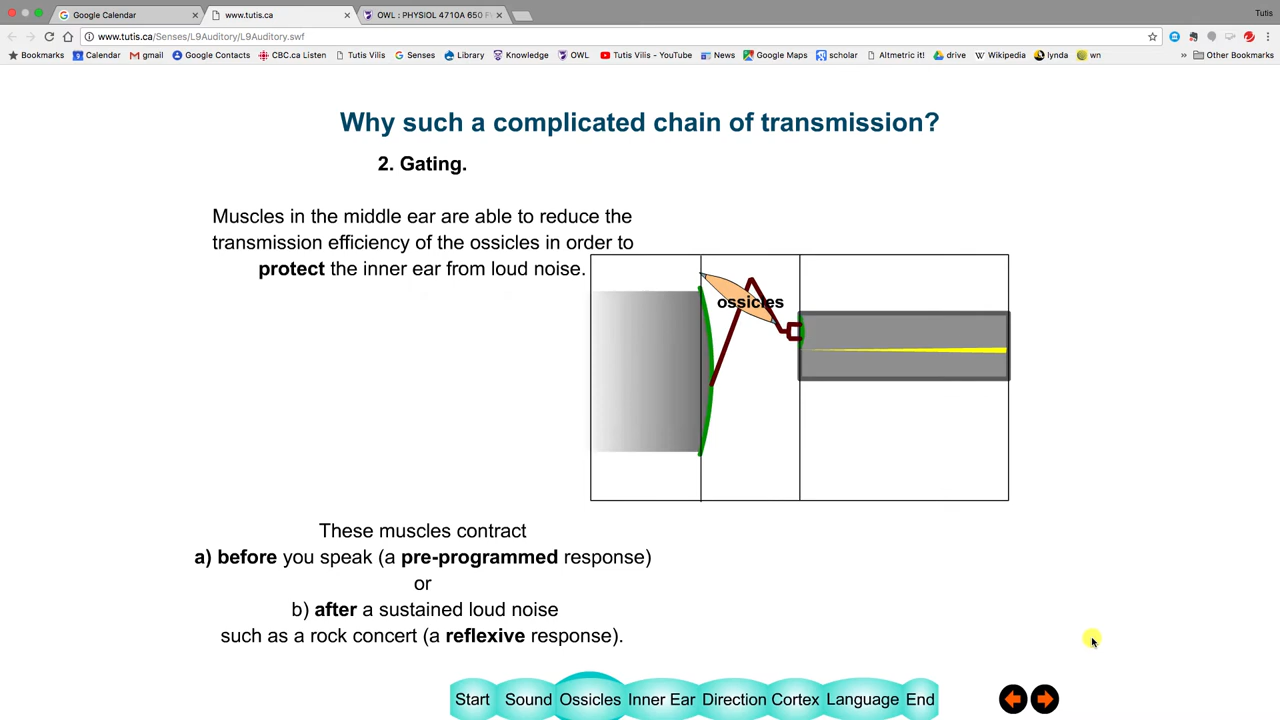 Google Calendar
www.tutis.ca
OWL : PHYSIOL 4710A 650 F
Tutis
www.tutis.ca/Senses/L9Auditory/L9Auditory.swf
Bookmarks Calendar gmail Google Contacts CBC.ca Listen Tutis Vilis Senses Library Knowledge OWL Tutis Vilis - YouTube News Google Maps scholar Altmetric it! drive Wikipedia lynda wn » Other Bookmarks
Why such a complicated chain of transmission?
2. Gating.
Muscles in the middle ear are able to reduce the
transmission efficiency of the ossicles in order to
protect the inner ear from loud noise.
ossicles
These muscles contract
a) before you speak (a pre-programmed response)
or
b) after a sustained loud noise
such as a rock concert (a reflexive response).
Start Sound Ossicles Inner Ear Direction Cortex Language End